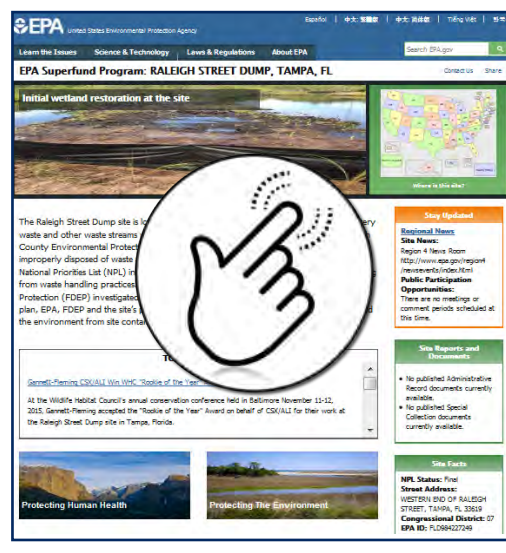 EPA United States Environmental Protection Agency
Español | 中文: 繁體版 | 中文: 简体版 | Tiếng Việt | 한국
Learn the Issues Science & Technology Laws & Regulations About EPA
Search EPA.gov
EPA Superfund Program: RALEIGH STREET DUMP, TAMPA, FL
Contact Us Share
Initial wetland restoration at the site
Where is this site?
The Raleigh Street Dump site is
waste and other waste streams
County Environmental Protec
improperly disposed of waste
National Priorities List (NPL) in
from waste handling practices
Protection (FDEP) investigated
plan, EPA, FDEP and the site's
the environment from site contam
Gannett-Fleming CSX/ALI Win WHC "Rookie of the Year"
At the Wildlife Habitat Council's annual conservation conference held in Baltimore November 11-12,
2015, Gannett-Fleming accepted the "Rookie of the Year" Award on behalf of CSX/ALI for their work at
the Raleigh Street Dump site in Tampa, Florida.
Protecting Human Health
Protecting The Environment
Stay Updated
Regional News
Site News:
Region 4 News Room
http://www.epa.gov/region4
/newsevents/index.html
Public Participation
Opportunities:
There are no meetings or
comment periods scheduled at
this time.
Site Reports and
Documents
• No published Administrative
Record documents currently
available.
• No published Special
Collection documents
currently available.
Site Facts
NPL Status: Final
Street Address:
WESTERN END OF RALEIGH
STREET, TAMPA, FL 33619
Congressional District: 07
EPA ID: FLD984227249